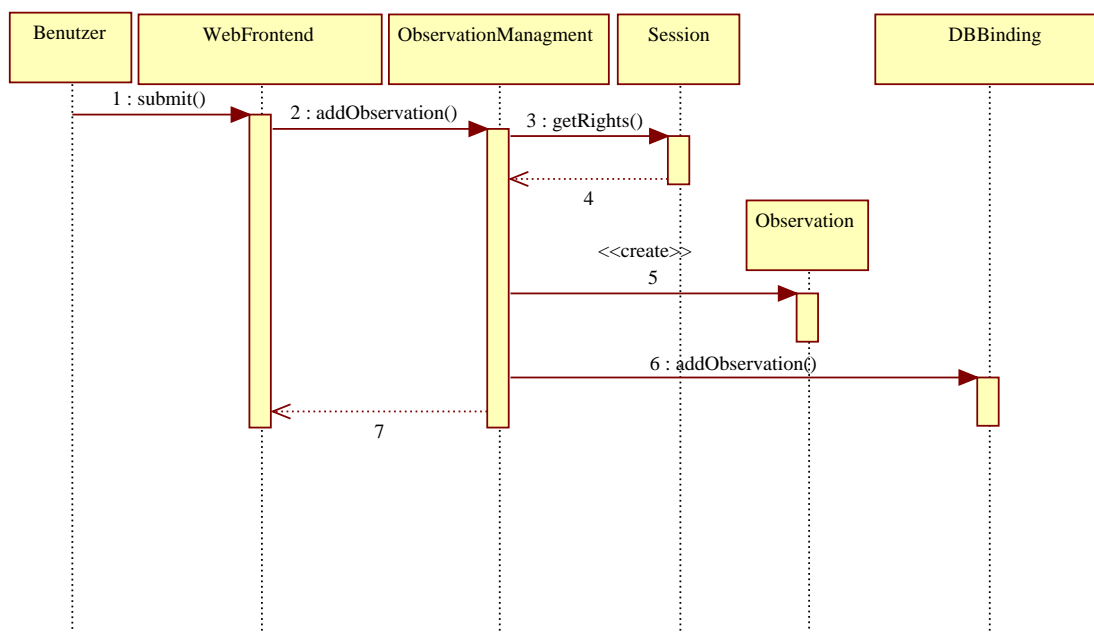 Benutzer
WebFrontend
ObservationManagment
Session
DBBinding
1 : submit()
2 : addObservation()
3 : getRights()
4
Observation
<<create>>
5
6 : addObservation()
7